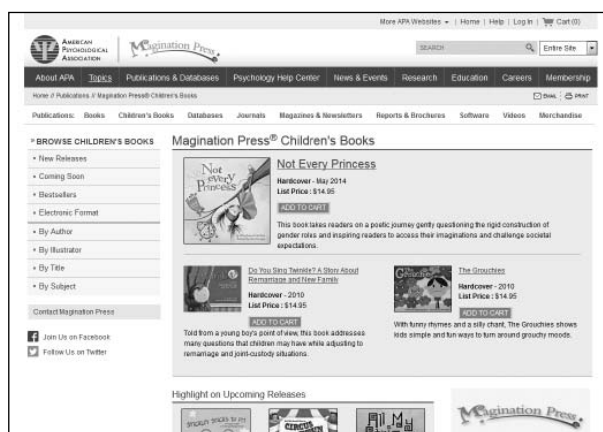 More APA Websites | Home | Help | Log In | Cart (0)
AMERICAN
PSYCHOLOGICAL
ASSOCIATION
Magination Press®
SEARCH
Entire Site
About APA Topics Publications & Databases Psychology Help Center News & Events Research Education Careers Membership
Home // Publications // Magination Press® Children's Books
EMAIL PRINT
Publications: Books Children's Books Databases Journals Magazines & Newsletters Reports & Brochures Software Videos Merchandise
BROWSE CHILDREN'S BOOKS
• New Releases
• Coming Soon
• Bestsellers
• Electronic Format
• By Author
• By Illustrator
• By Title
• By Subject
Contact Magination Press
Join Us on Facebook
Follow Us on Twitter
Magination Press® Children's Books
Not
every
Princess
Not Every Princess
Hardcover - May 2014
List Price : $14.95
ADD TO CART
This book takes readers on a poetic journey gently questioning the rigid construction of
gender roles and inspiring readers to access their imaginations and challenge societal
expectations.
Do You Sing Twinkle? A Story About
Remarriage and New Family
Hardcover - 2010
List Price : $14.95
ADD TO CART
Told from a young boy's point of view, this book addresses
many questions that children may have while adjusting to
remarriage and joint-custody situations.
Grouchies
The Grouchies
Hardcover - 2010
List Price : $14.95
ADD TO CART
With funny rhymes and a silly chant, The Grouchies shows
kids simple and fun ways to turn around grouchy moods.
Highlight on Upcoming Releases
CIRCUS
All My
Magination Press®